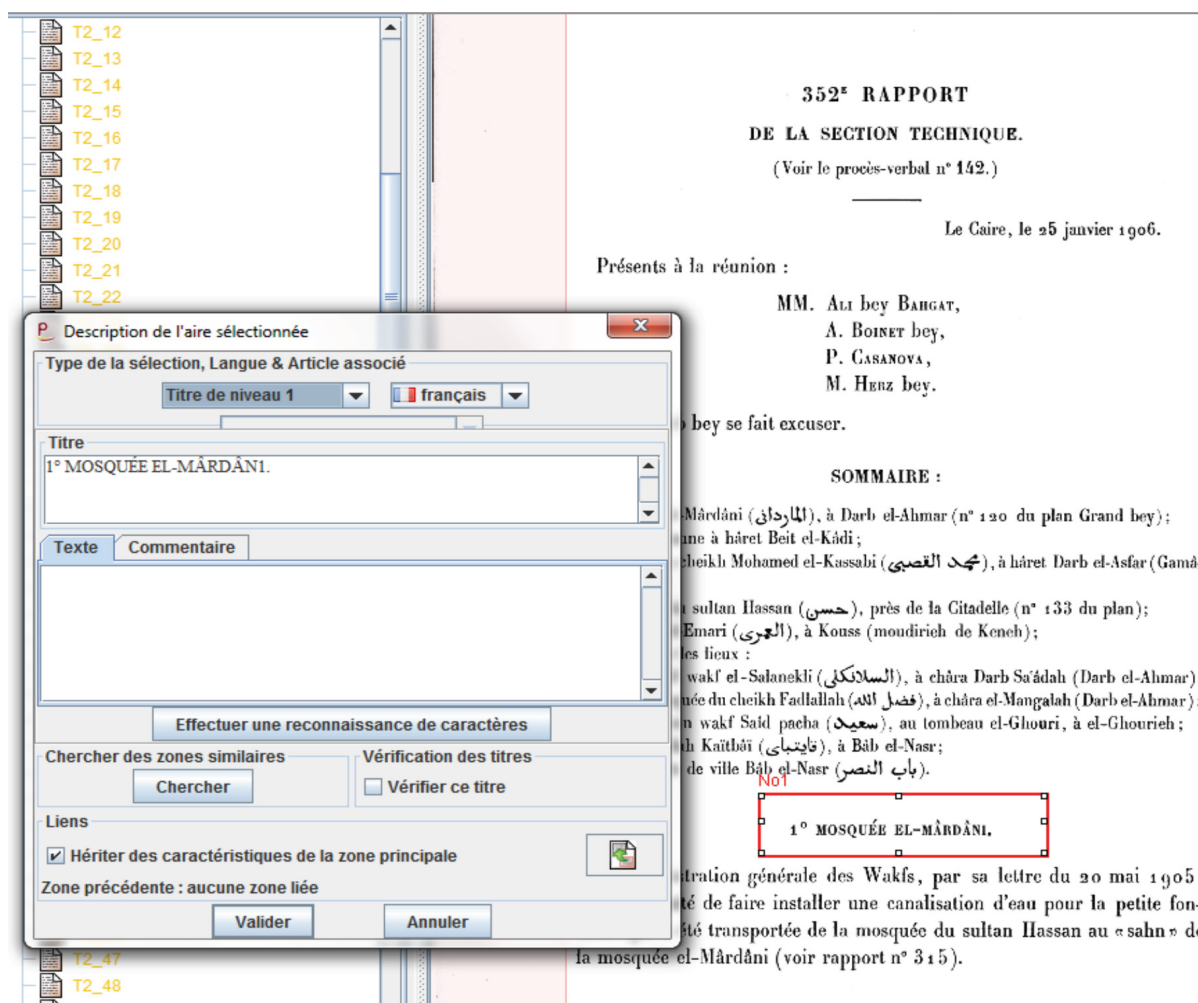 T2_12
T2_13
T2_14
T2_15
T2_16
T2_17
T2_18
T2_19
T2_20
T2_21
T2_22
Description de l'aire sélectionnée
Type de la sélection, Langue & Article associé
Titre de niveau 1
français
Titre
1° MOSQUÉE EL-MÂRDÂN1.
Texte
Commentaire
Effectuer une reconnaissance de caractères
Chercher des zones similaires
Chercher
Vérification des titres
Vérifier ce titre
Liens
Hériter des caractéristiques de la zone principale
Zone précédente : aucune zone liée
Valider
Annuler
T2_47
T2_48
352ᴱ RAPPORT
DE LA SECTION TECHNIQUE.
(Voir le procès-verbal n° 142.)
Le Caire, le 25 janvier 1906.
Présents à la réunion :
MM. ALI bey BAHGAT,
A. BOINET bey,
P. CASANOVA,
M. HERZ bey.
bey se fait excuser.
SOMMAIRE :
-Mârdâni (المارداني), à Darb el-Ahmar (n° 120 du plan Grand bey);
à hâret Beit el-Kâdi;
cheikh Mohamed el-Kassabi (محمد القصبى), à hâret Darb el-Asfar (Gamâ-
sultan Hassan (حسن), près de la Citadelle (n° 133 du plan);
Emari (العمرى), à Kouss (moudirieh de Keneh);
les lieux :
wakf el-Salanekli (السلانكلى), à châra Darb Sa'âdah (Darb el-Ahmar)
du cheikh Fadlallah (فضل الله), à châra el-Mangalah (Darb el-Ahmar);
n wakf Saïd pacha (سعيد), au tombeau el-Ghouri, à el-Ghourieh;
Kaïtbâï (قايتباى), à Bâb el-Nasr;
de ville Bâb el-Nasr (باب النصر).
No1
1° MOSQUÉE EL-MÂRDÂNI.
tration générale des Wakfs, par sa lettre du 20 mai 1905
té de faire installer une canalisation d'eau pour la petite fon-
été transportée de la mosquée du sultan Hassan au « sahn » de
la mosquée el-Mârdâni (voir rapport n° 315).